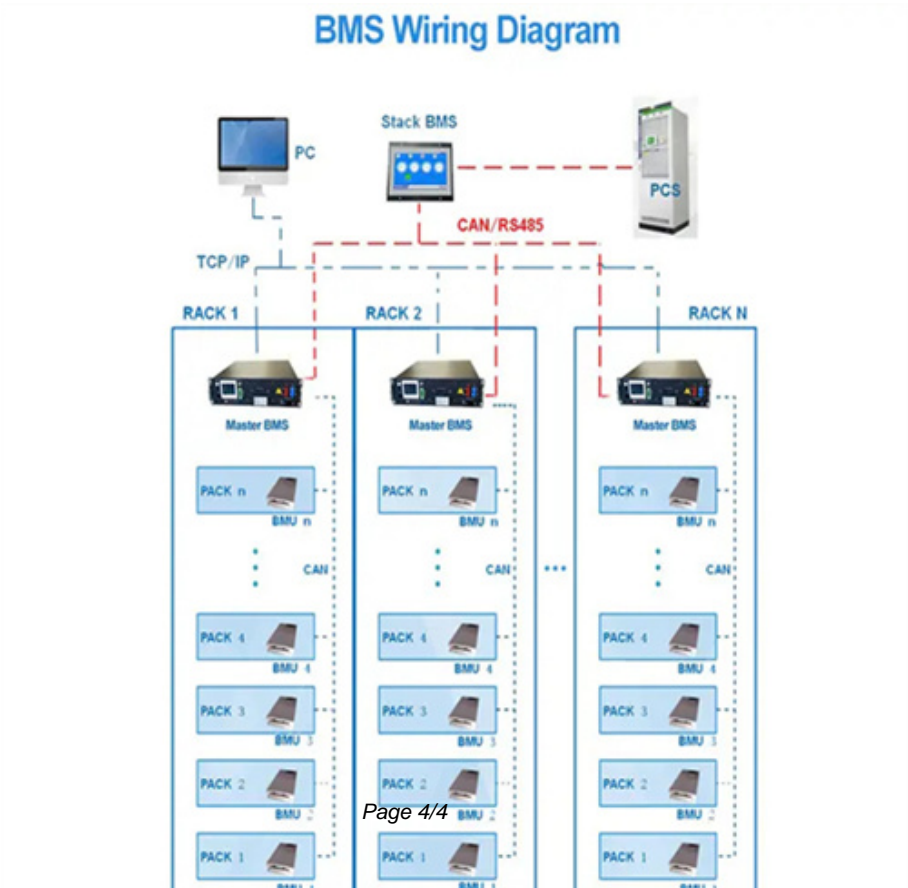 BMS Wiring Diagram
Stack BMS
PC
PCS
CAN/RS485
TCP/IP
RACK 1
RACK 2
RACK N
Master BMS
Master BMS
Master BMS
PACK n
PACK n
PACK n
BMU n
BMU n
BMU n
CAN
CAN
CAN
PACK 4
PACK 4
PACK 4
BMU 4
BMU 4
BMU 4
PACK 3
PACK 3
PACK 3
BMU 3
BMU 3
BMU 3
PACK 2
PACK 2
PACK 2
BMU 2
BMU 2
BMU 2
Page 4/4
PACK 1
PACK 1
PACK 1